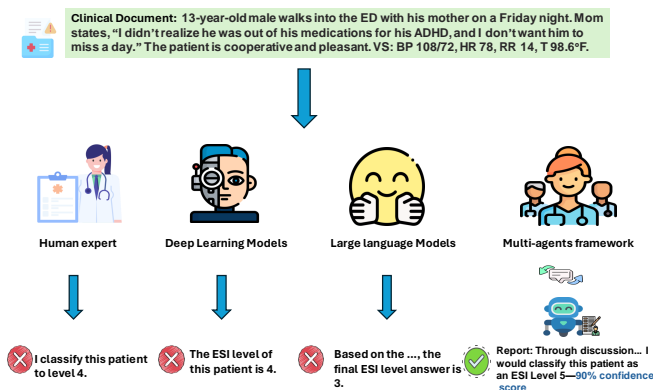 Clinical Document: 13-year-old male walks into the ED with his mother on a Friday night. Mom
states, “I didn’t realize he was out of his medications for his ADHD, and I don’t want him to
miss a day.” The patient is cooperative and pleasant. VS: BP 108/72, HR 78, RR 14, T 98.6°F.
Human expert
Deep Learning Models
Large language Models
Multi-agents framework
I classify this patient
to level 4.
The ESI level of
this patient is 4.
Based on the ..., the
final ESI level answer is
3.
Report: Through discussion... I
would classify this patient as
an ESI Level 5—90% confidence
score